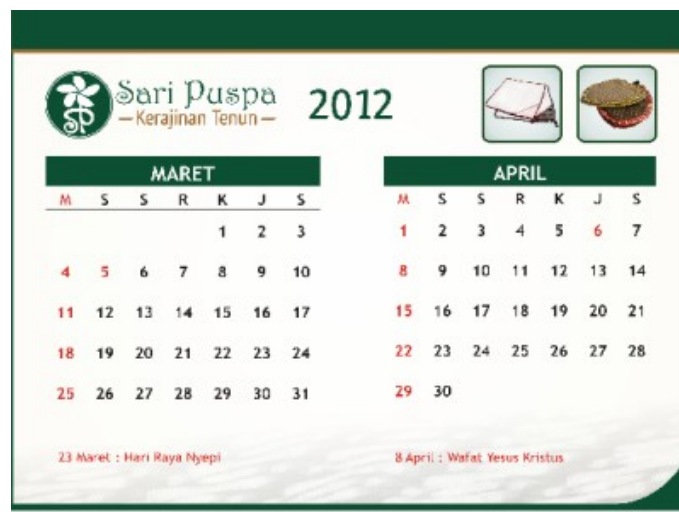 Sari Puspa
—Kerajinan Tenun—
2012
MARET
M S S R K J S
1 2 3
4 5 6 7 8 9 10
11 12 13 14 15 16 17
18 19 20 21 22 23 24
25 26 27 28 29 30 31
23 Maret : Hari Raya Nyepi
APRIL
M S S R K J S
1 2 3 4 5 6 7
8 9 10 11 12 13 14
15 16 17 18 19 20 21
22 23 24 25 26 27 28
29 30
8 April : Wafat Yesus Kristus